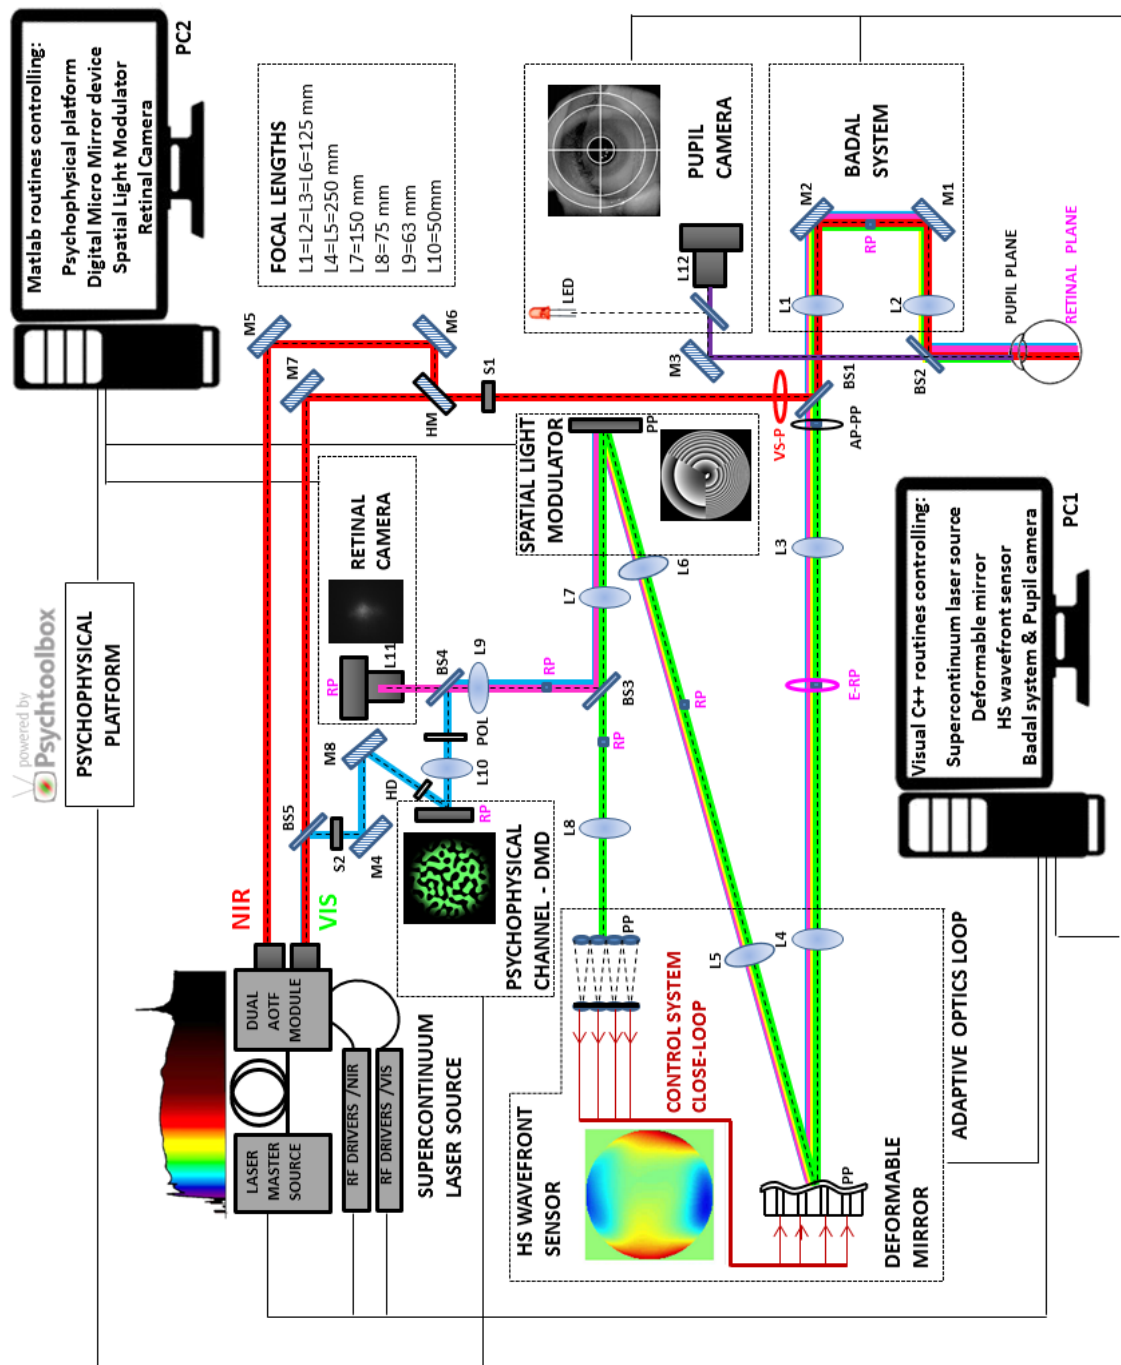 Matlab routines controlling:
Psychophysical platform
Digital Micro Mirror device
Spatial Light Modulator
Retinal Camera
PC2
powered by
Psychtoolbox
PSYCHOPHYSICAL
PLATFORM
FOCAL LENGTHS
L1=L2=L3=L6=125 mm
L4=L5=250 mm
L7=150 mm
L8=75 mm
L9=63 mm
L10=50mm
PUPIL
CAMERA
LED
L12
M3
BADAL
SYSTEM
M2
M1
RP
L1
L2
BS1
BS2
PUPIL PLANE
RETINAL PLANE
M5
M6
M7
HM
S1
VS-P
AP-PP
SPATIAL LIGHT
MODULATOR
PP
RETINAL
CAMERA
RP
L11
BS4
L9
RP
BS3
L7
L6
RP
RP
L8
L3
E-RP
L4
L5
POL
L10
M8
HD
RP
BS5
S2
M4
PSYCHOPHYSICAL
CHANNEL - DMD
NIR
VIS
DUAL
AOTF
MODULE
LASER
MASTER
SOURCE
RF DRIVERS /NIR
RF DRIVERS /VIS
SUPERCONTINUUM
LASER SOURCE
HS WAVEFRONT
SENSOR
PP
CONTROL SYSTEM
CLOSE-LOOP
PP
DEFORMABLE
MIRROR
ADAPTIVE OPTICS LOOP
Visual C++ routines controlling:
Supercontinuum laser source
Deformable mirror
HS wavefront sensor
Badal system & Pupil camera
PC1